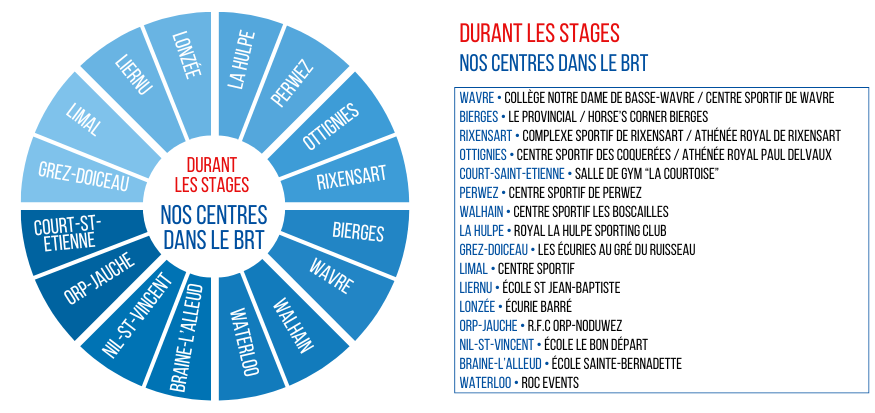 LONZÉE
LA HULPE
LIERNU
PERWEZ
LIMAL
OTTIGNIES
GREZ-DOICEAU
RIXENSART
DURANT
LES STAGES
NOS CENTRES
DANS LE BRT
COURT-ST-
ETIENNE
BIERGES
ORP-JAUCHE
WAVRE
NIL-ST-VINCENT
WALHAIN
BRAINE-L'ALLEUD
WATERLOO
DURANT LES STAGES
NOS CENTRES DANS LE BRT
WAVRE • COLLÈGE NOTRE DAME DE BASSE-WAVRE / CENTRE SPORTIF DE WAVRE
BIERGES • LE PROVINCIAL / HORSE'S CORNER BIERGES
RIXENSART • COMPLEXE SPORTIF DE RIXENSART / ATHÉNÉE ROYAL DE RIXENSART
OTTIGNIES • CENTRE SPORTIF DES COQUERÉES / ATHÉNÉE ROYAL PAUL DELVAUX
COURT-SAINT-ETIENNE • SALLE DE GYM “LA COURTOISE”
PERWEZ • CENTRE SPORTIF DE PERWEZ
WALHAIN • CENTRE SPORTIF LES BOSCAILLES
LA HULPE • ROYAL LA HULPE SPORTING CLUB
GREZ-DOICEAU • LES ÉCURIES AU GRÉ DU RUISSEAU
LIMAL • CENTRE SPORTIF
LIERNU • ÉCOLE ST JEAN-BAPTISTE
LONZÉE • ÉCURIE BARRÉ
ORP-JAUCHE • R.F.C ORP-NODUWEZ
NIL-ST-VINCENT • ÉCOLE LE BON DÉPART
BRAINE-L'ALLEUD • ÉCOLE SAINTE-BERNADETTE
WATERLOO • ROC EVENTS